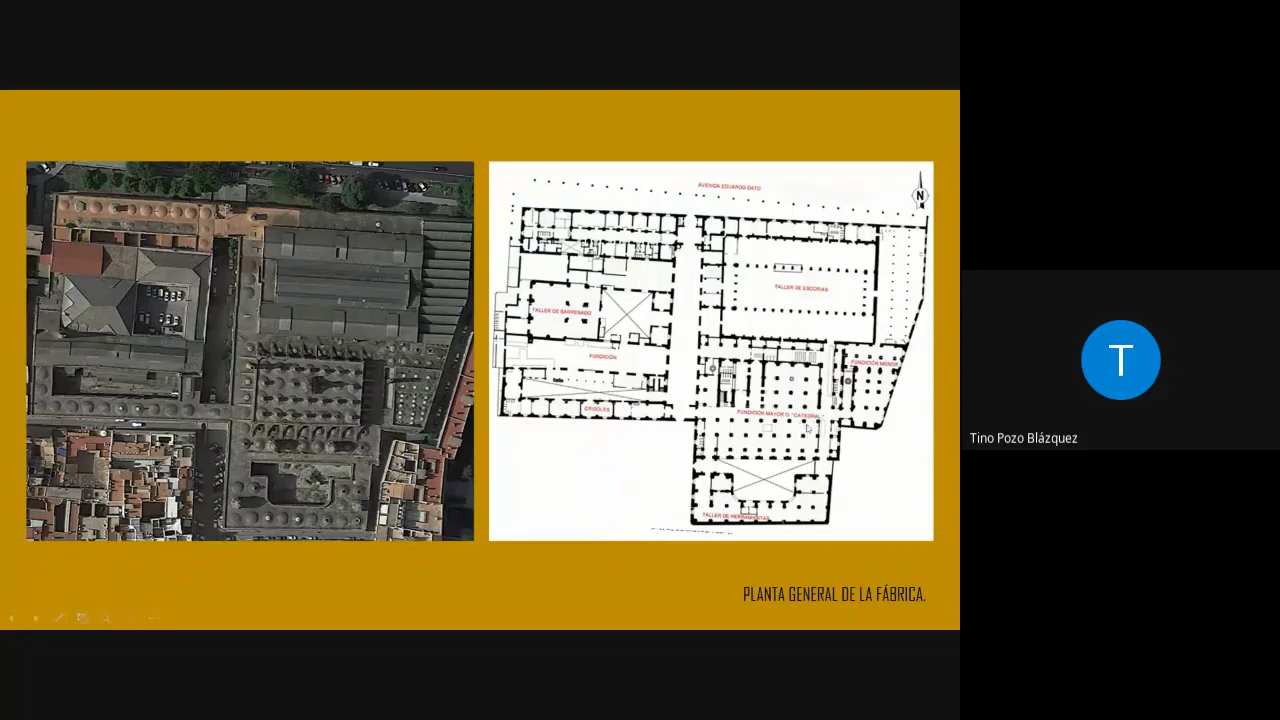 AVENIDA EDUARDO DATO
N
TALLER DE ESCORIAS
TALLER DE BARRENADO
FUNDICIÓN
FUNDICIÓN MENOR
CRISOLES
FUNDICIÓN MAYOR O "CATEDRAL"
TALLER DE HERRAMIENTAS
PLANTA GENERAL DE LA FÁBRICA.
T
Tino Pozo Blázquez